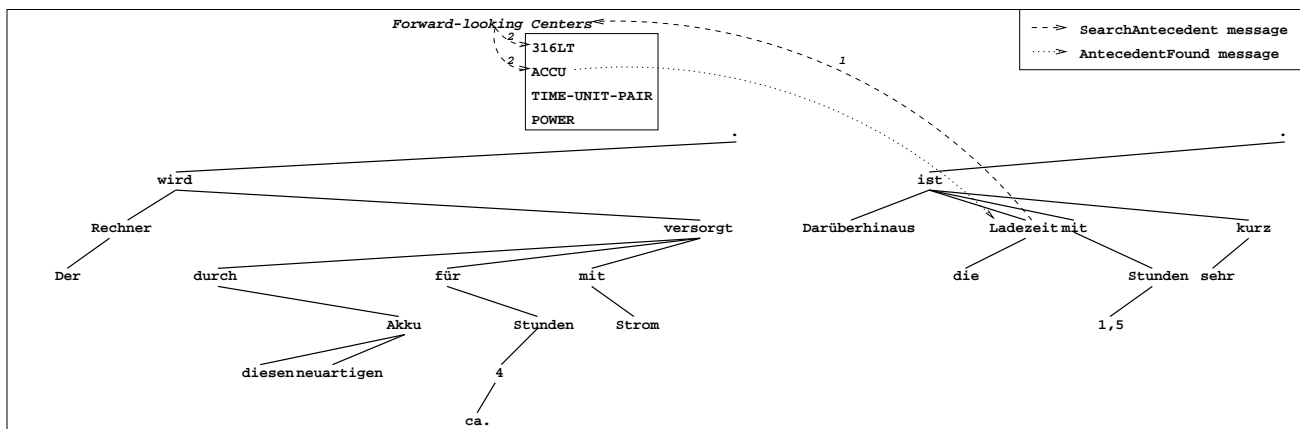 Forward-looking Centers
SearchAntecedent message
2
316LT
AntecedentFound message
2
ACCU
1
TIME-UNIT-PAIR
POWER
. .
wird ist
Rechner versorgt Darüberhinaus Ladezeit mit kurz
Der durch für mit die Stunden sehr
Akku Stunden Strom 1,5
diesen neuartigen 4
ca.